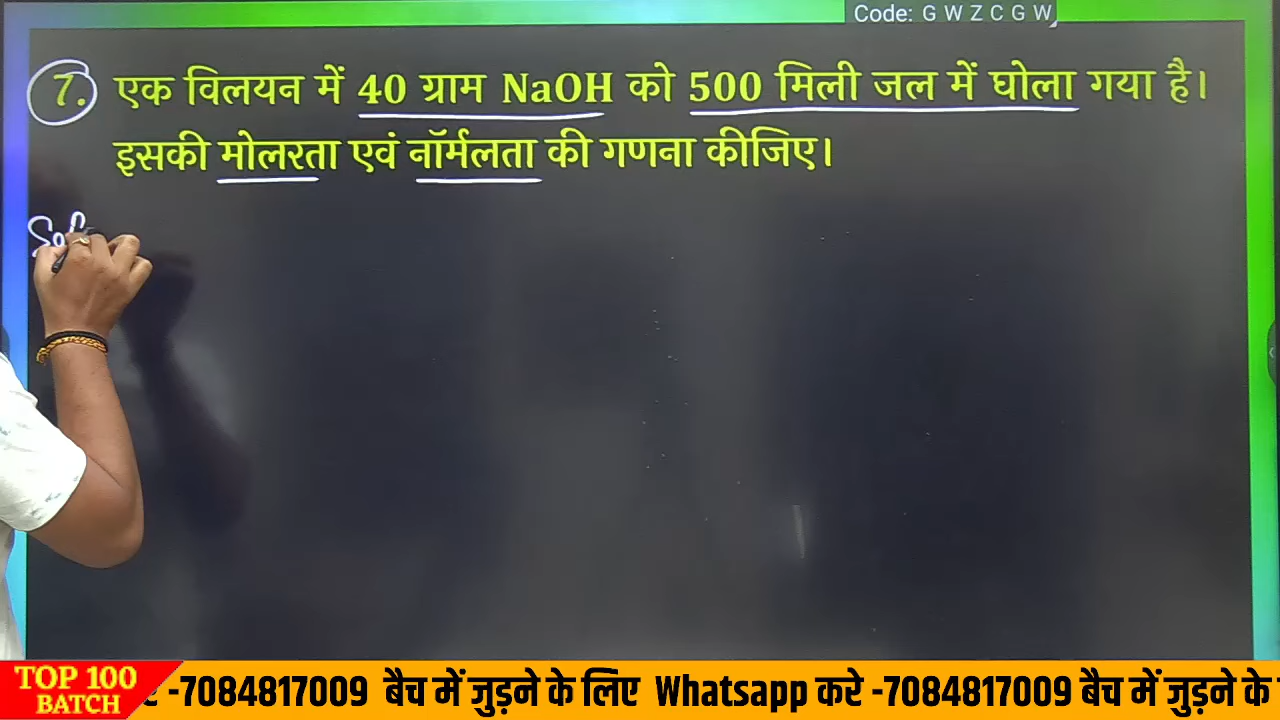 Code: G W Z C G W
7. एक विलयन में 40 ग्राम NaOH को 500 मिली जल में घोला गया है।
इसकी मोलरता एवं नॉर्मलता की गणना कीजिए।
TOP 100
BATCH
-7084817009 बैच में जुड़ने के लिए Whatsapp करे -7084817009 बैच में जुड़ने के